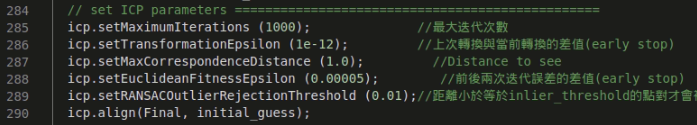 284 // set ICP parameters ================================================
285 icp.setMaximumIterations (1000); //最大迭代次數
286 icp.setTransformationEpsilon (1e-12); //上次轉換與當前轉換的差值(early stop)
287 icp.setMaxCorrespondenceDistance (1.0); //Distance to see
288 icp.setEuclideanFitnessEpsilon (0.00005); //前後兩次迭代誤差的差值(early stop)
289 icp.setRANSACOutlierRejectionThreshold (0.01);//距離小於等於inlier_threshold的點對才會
290 icp.align(Final, initial_guess);